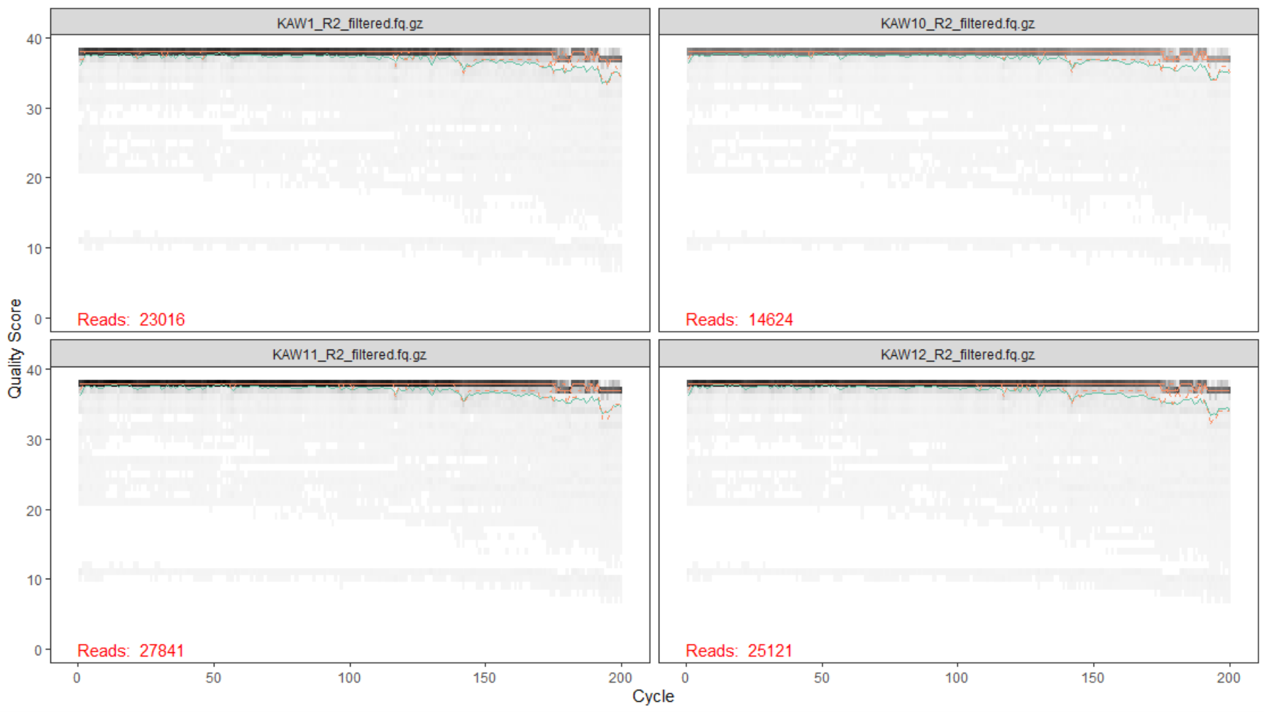 KAW1_R2_filtered.fq.gz
KAW10_R2_filtered.fq.gz
40
30
20
10
0
Reads: 23016
Reads: 14624
Quality Score
KAW11_R2_filtered.fq.gz
KAW12_R2_filtered.fq.gz
40
30
20
10
0
Reads: 27841
Reads: 25121
0 50 100 150 200
0 50 100 150 200
Cycle